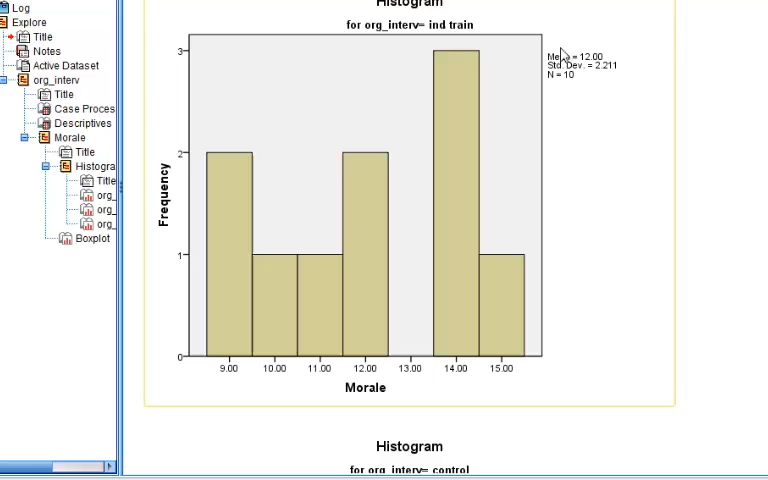 Log
Explore
Title
Notes
Active Dataset
org_interv
Title
Case Proces
Descriptives
Morale
Title
Histogra
Title
org_
org_
org_
Boxplot
Histogram
for org_interv= ind train
= 12.00
Std. Dev. = 2.211
N = 10
Frequency
3
2
1
0
9.00 10.00 11.00 12.00 13.00 14.00 15.00
Morale
Histogram
for org_interv= control